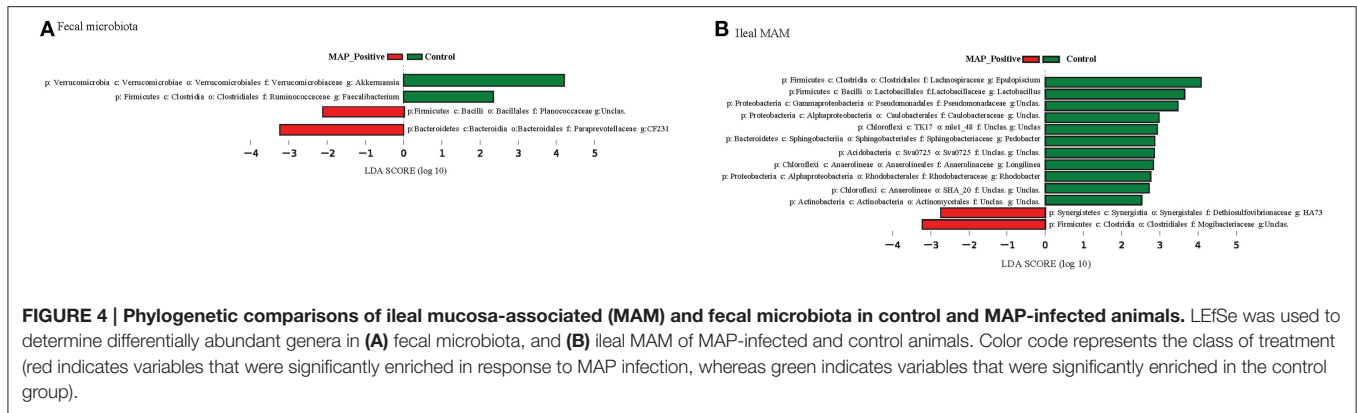 A Fecal microbiota
MAP_Positive Control
p: Verrucomicrobia c: Verrucomicrobiae o: Verrucomicrobiales f: Verrucomicrobiaceae g: Akkermansia
p: Firmicutes c: Clostridia o: Clostridiales f: Ruminococcaceae g: Faecalibacterium
p:Firmicutes c: Bacilli o: Bacillales f: Planococcaceae g:Unclas.
p:Bacteroidetes c:Bacteroidia o:Bacteroidales f: Paraprevotellaceae g:CF231
−4 −3 −2 −1 0 1 2 3 4 5
LDA SCORE (log 10)
B Ileal MAM
MAP_Positive Control
p: Firmicutes c: Clostridia o: Clostridiales f: Lachnospiraceae g: Epulopiscium
p:Firmicutes c: Bacilli o: Lactobacillales f:Lactobacillaceae g: Lactobacillus
p: Proteobacteria c: Gammaproteobacteria o: Pseudomonadales f: Pseudomonadaceae g:Unclas.
p: Proteobacteria c: Alphaproteobacteria o: Caulobacterales f: Caulobacteraceae g: Unclas.
p: Chloroflexi c: TK17 o: mle1_48 f: Unclas. g: Unclas
p: Bacteroidetes c: Sphingobacteriia o: Sphingobacteriales f: Sphingobacteriaceae g: Pedobacter
p: Acidobacteria c: Sva0725 o: Sva0725 f: Unclas. g: Unclas.
p: Chloroflexi c: Anaerolineae o: Anaerolineales f: Anaerolinaceae g: Longilinea
p: Proteobacteria c: Alphaproteobacteria o: Rhodobacterales f: Rhodobacteraceae g: Rhodobacter
p: Chloroflexi c: Anaerolineae o: SHA_20 f: Unclas. g: Unclas.
p: Actinobacteria c: Actinobacteria o: Actinomycetales f: Unclas. g: Unclas.
p: Synergistetes c: Synergistia o: Synergistales f: Dethiosulfovibrionaceae g: HA73
p: Firmicutes c: Clostridia o: Clostridiales f: Mogibacteriaceae g:Unclas.
−4 −3 −2 −1 0 1 2 3 4 5
LDA SCORE (log 10)
FIGURE 4 | Phylogenetic comparisons of ileal mucosa-associated (MAM) and fecal microbiota in control and MAP-infected animals. LEfSe was used to
determine differentially abundant genera in (A) fecal microbiota, and (B) ileal MAM of MAP-infected and control animals. Color code represents the class of treatment
(red indicates variables that were significantly enriched in response to MAP infection, whereas green indicates variables that were significantly enriched in the control
group).